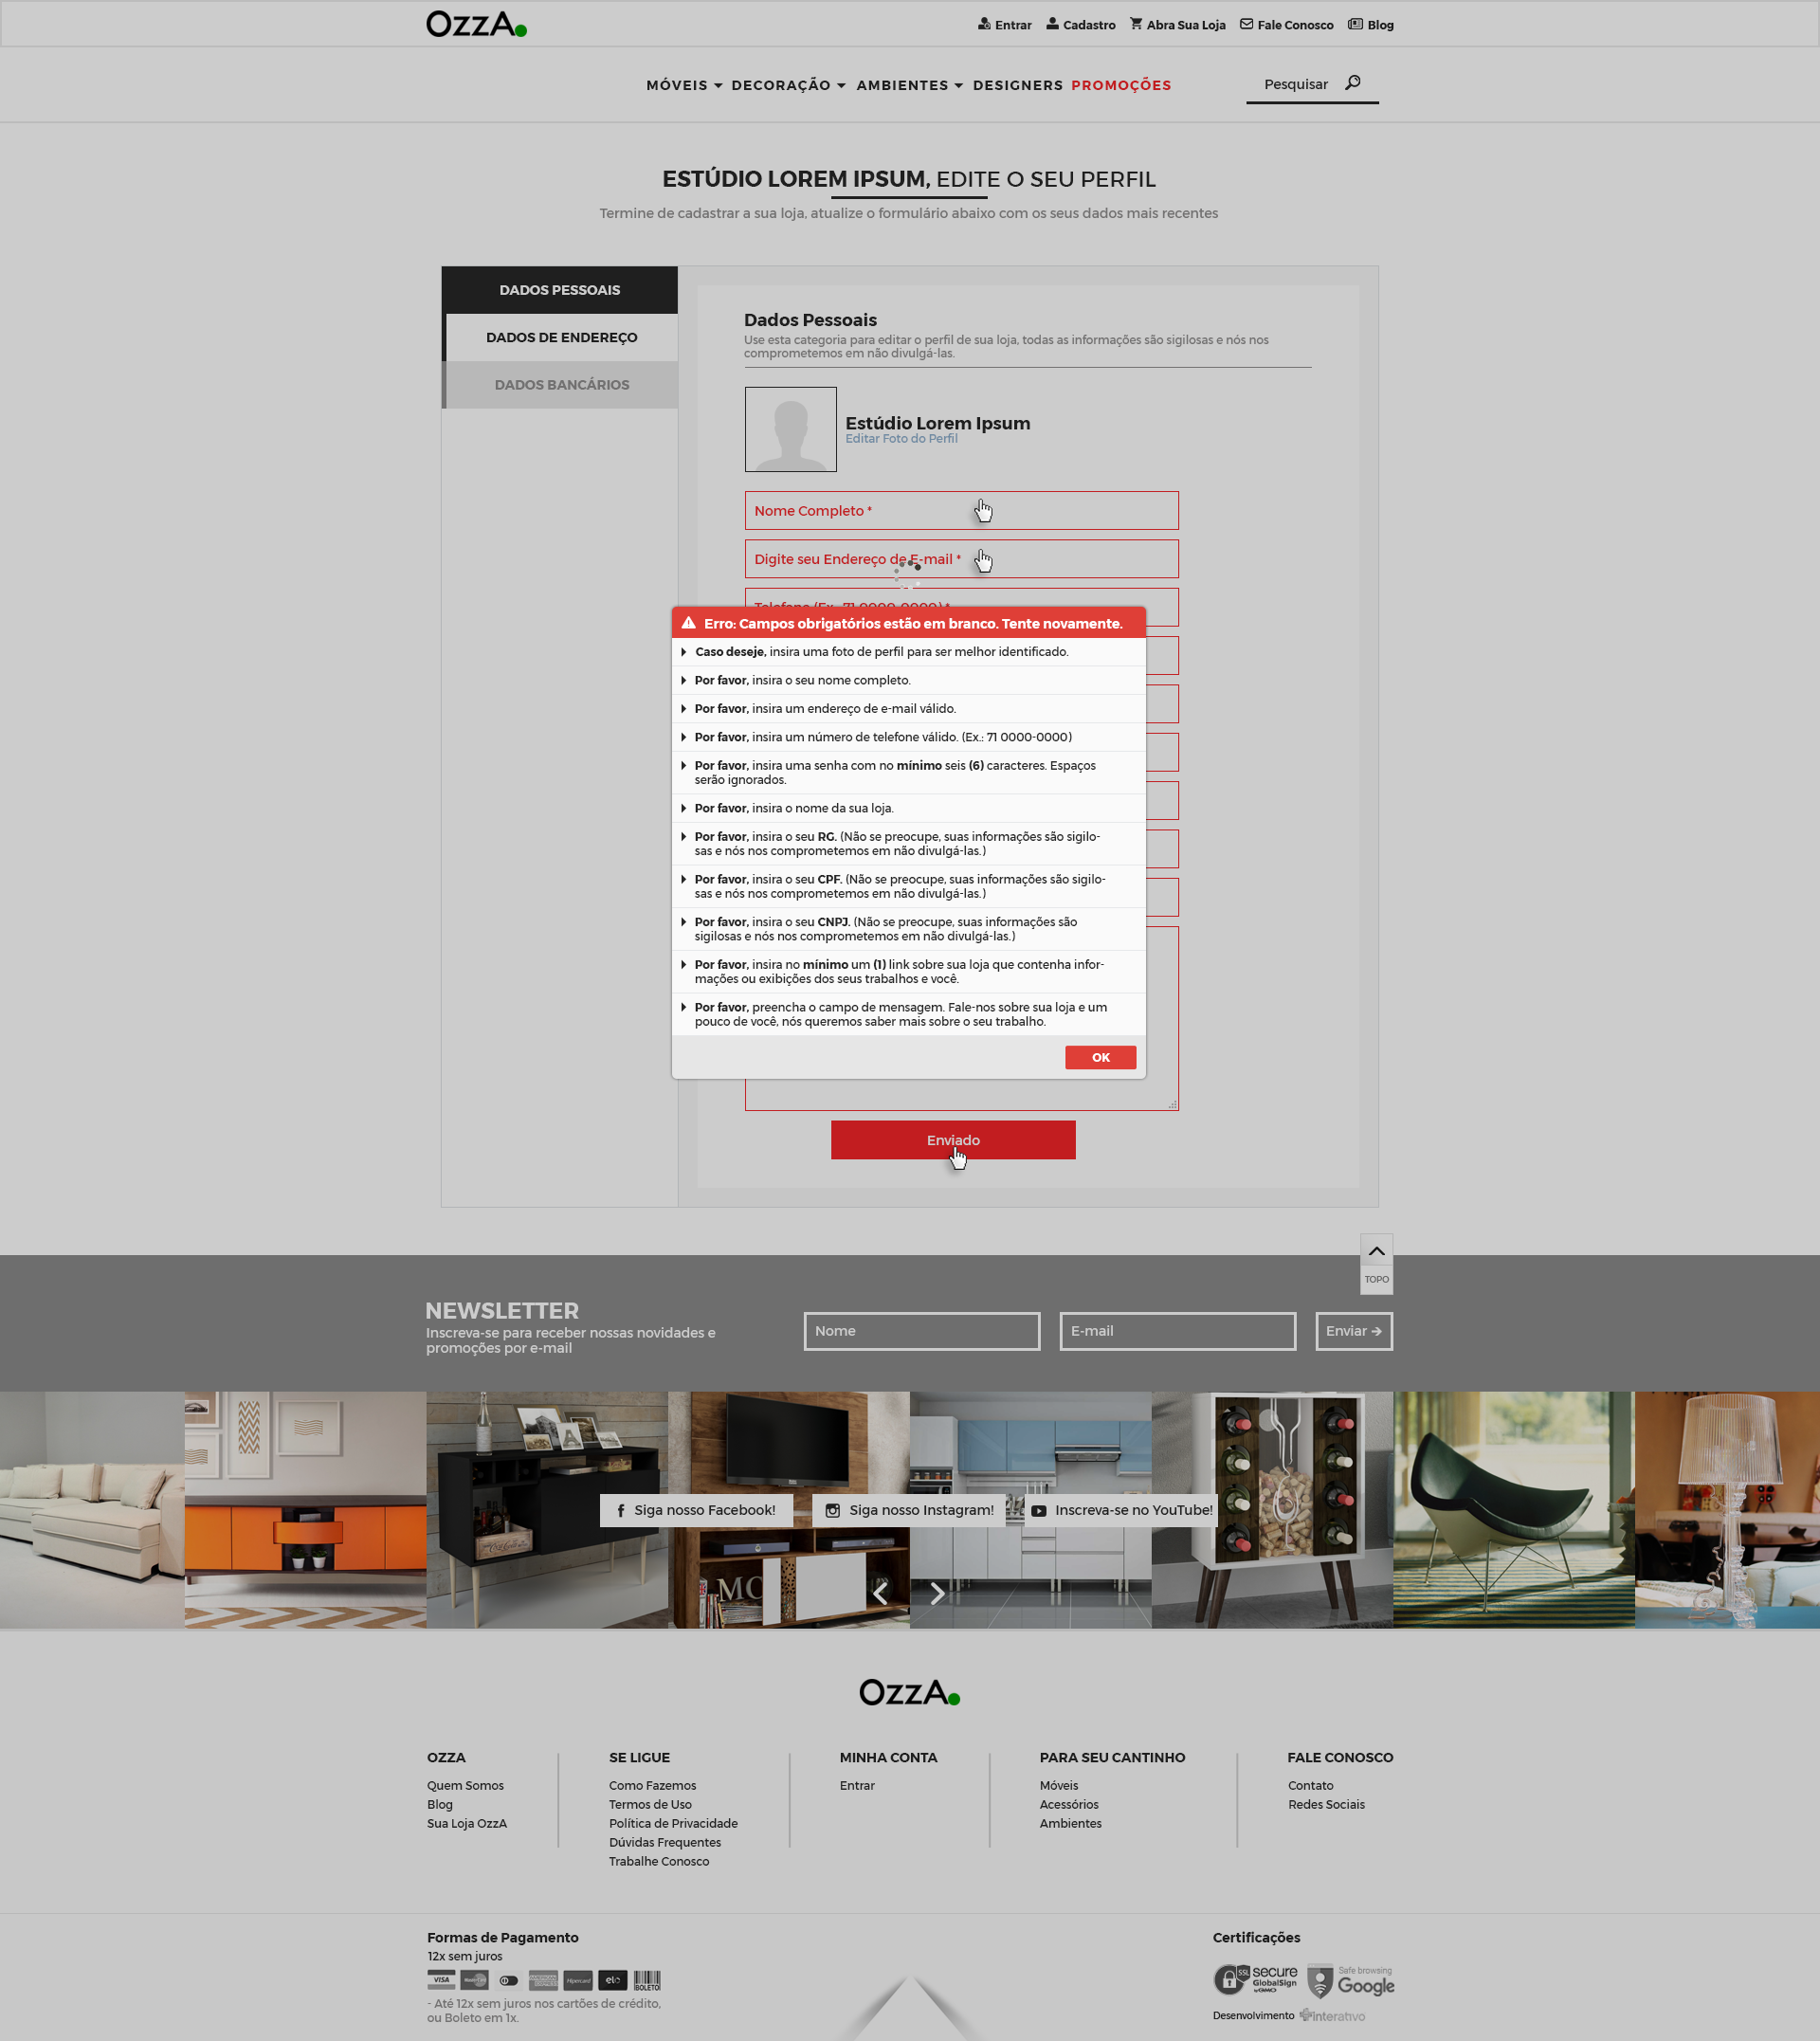 OZZA.
Entrar
Cadastro
Abra Sua Loja
Fale Conosco
Blog
MÓVEIS
DECORAÇÃO
AMBIENTES
DESIGNERS
PROMOÇÕES
Pesquisar
ESTÚDIO LOREM IPSUM, EDITE O SEU PERFIL
Termine de cadastrar a sua loja, atualize o formulário abaixo com os seus dados mais recentes
DADOS PESSOAIS
DADOS DE ENDEREÇO
DADOS BANCÁRIOS
Dados Pessoais
Use esta categoria para editar o perfil de sua loja, todas as informações são sigilosas e nós nos
comprometemos em não divulgá-las.
Estúdio Lorem Ipsum
Editar Foto do Perfil
Nome Completo *
Digite seu Endereço de E-mail *
Telefone (Ex.: 71 0000-0000) *
Erro: Campos obrigatórios estão em branco. Tente novamente.
Caso deseje, insira uma foto de perfil para ser melhor identificado.
Por favor, insira o seu nome completo.
Por favor, insira um endereço de e-mail válido.
Por favor, insira um número de telefone válido. (Ex.: 71 0000-0000)
Por favor, insira uma senha com no mínimo seis (6) caracteres. Espaços
serão ignorados.
Por favor, insira o nome da sua loja.
Por favor, insira o seu RG. (Não se preocupe, suas informações são sigilo-
sas e nós nos comprometemos em não divulgá-las.)
Por favor, insira o seu CPF. (Não se preocupe, suas informações são sigilo-
sas e nós nos comprometemos em não divulgá-las.)
Por favor, insira o seu CNPJ. (Não se preocupe, suas informações são
sigilosas e nós nos comprometemos em não divulgá-las.)
Por favor, insira no mínimo um (1) link sobre sua loja que contenha infor-
mações ou exibições dos seus trabalhos e você.
Por favor, preencha o campo de mensagem. Fale-nos sobre sua loja e um
pouco de você, nós queremos saber mais sobre o seu trabalho.
OK
Enviado
TOPO
NEWSLETTER
Inscreva-se para receber nossas novidades e
promoções por e-mail
Nome
E-mail
Enviar →
Siga nosso Facebook!
Siga nosso Instagram!
Inscreva-se no YouTube!
OZZA.
OZZA
Quem Somos
Blog
Sua Loja OzzA
SE LIGUE
Como Fazemos
Termos de Uso
Política de Privacidade
Dúvidas Frequentes
Trabalhe Conosco
MINHA CONTA
Entrar
PARA SEU CANTINHO
Móveis
Acessórios
Ambientes
FALE CONOSCO
Contato
Redes Sociais
Formas de Pagamento
12x sem juros
VISA
MasterCard
Hipercard
elo
BOLETO
- Até 12x sem juros nos cartões de crédito,
ou Boleto em 1x.
Certificações
SSL secure
GlobalSign
by GMO
Safe browsing
Google
Desenvolvimento interativo